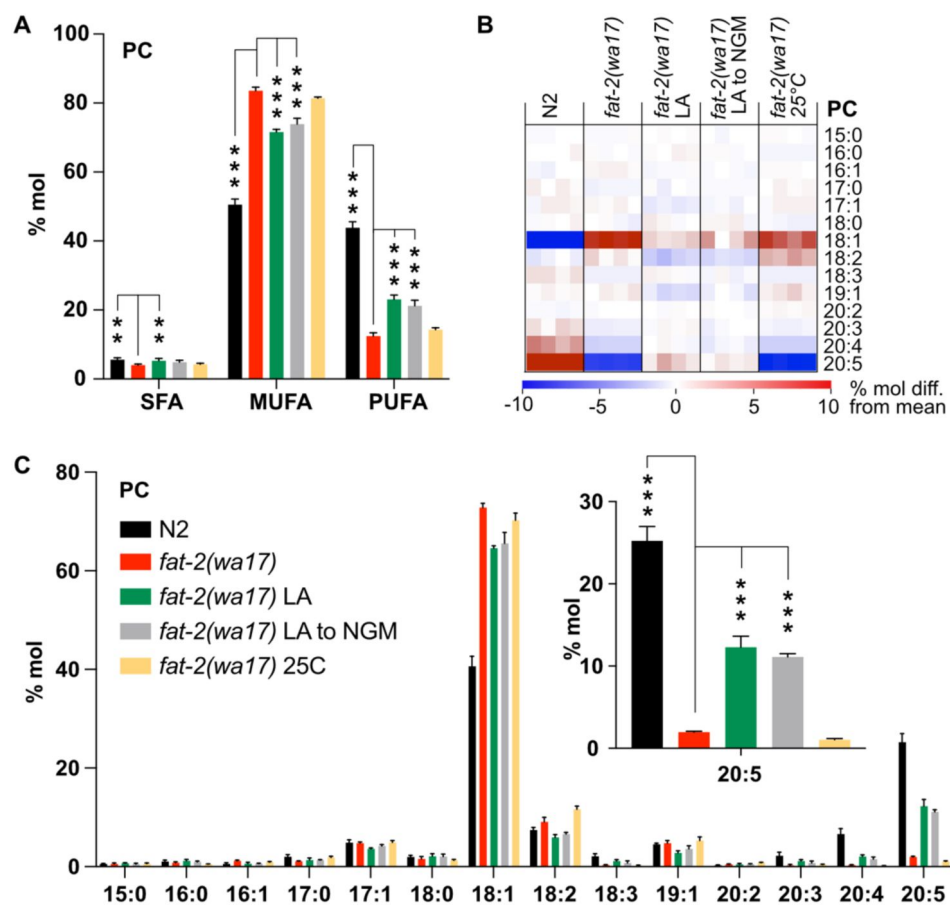 A
PC
% mol
100
80
60
40
20
0
***
***
***
***
***
***
**
**
SFA
MUFA
PUFA
B
N2
fat-2(wa17)
fat-2(wa17)
LA
fat-2(wa17)
LA to NGM
fat-2(wa17)
25°C
PC
15:0
16:0
16:1
17:0
17:1
18:0
18:1
18:2
18:3
19:1
20:2
20:3
20:4
20:5
-10
-5
0
5
10
% mol diff.
from mean
C
% mol
80
60
40
20
0
PC
N2
fat-2(wa17)
fat-2(wa17) LA
fat-2(wa17) LA to NGM
fat-2(wa17) 25C
% mol
30
20
10
0
***
***
***
20:5
15:0 16:0 16:1 17:0 17:1 18:0 18:1 18:2 18:3 19:1 20:2 20:3 20:4 20:5